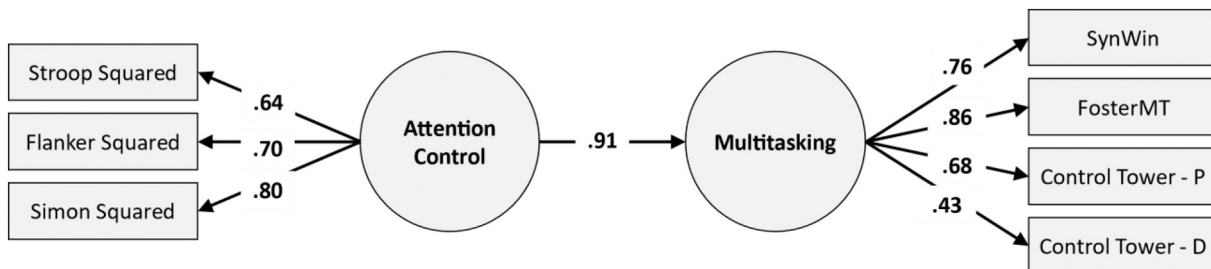 Stroop Squared
Flanker Squared
Simon Squared
.64
.70
.80
Attention
Control
.91
Multitasking
.76
.86
.68
.43
SynWin
FosterMT
Control Tower - P
Control Tower - D